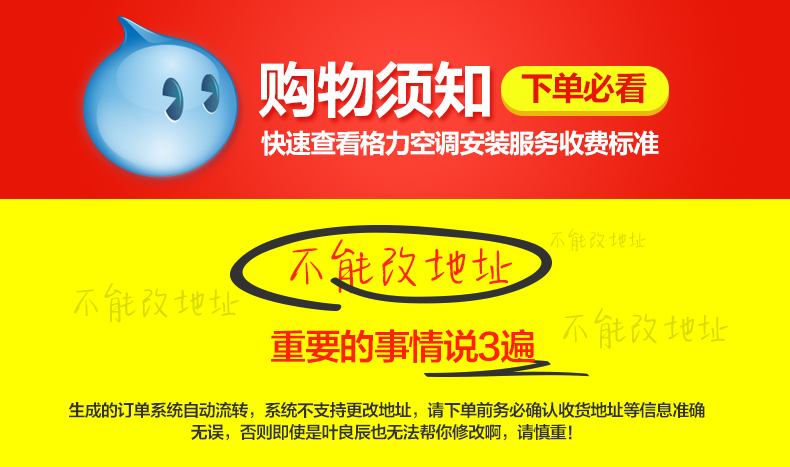 购物须知
下单必看
快速查看格力空调安装服务收费标准
不能改地址
不能改地址
不能改地址
不能改地址
重要的事情说3遍
生成的订单系统自动流转，系统不支持更改地址，请下单前务必确认收货地址等信息准确
无误，否则即使是叶良辰也无法帮你修改啊，请慎重！